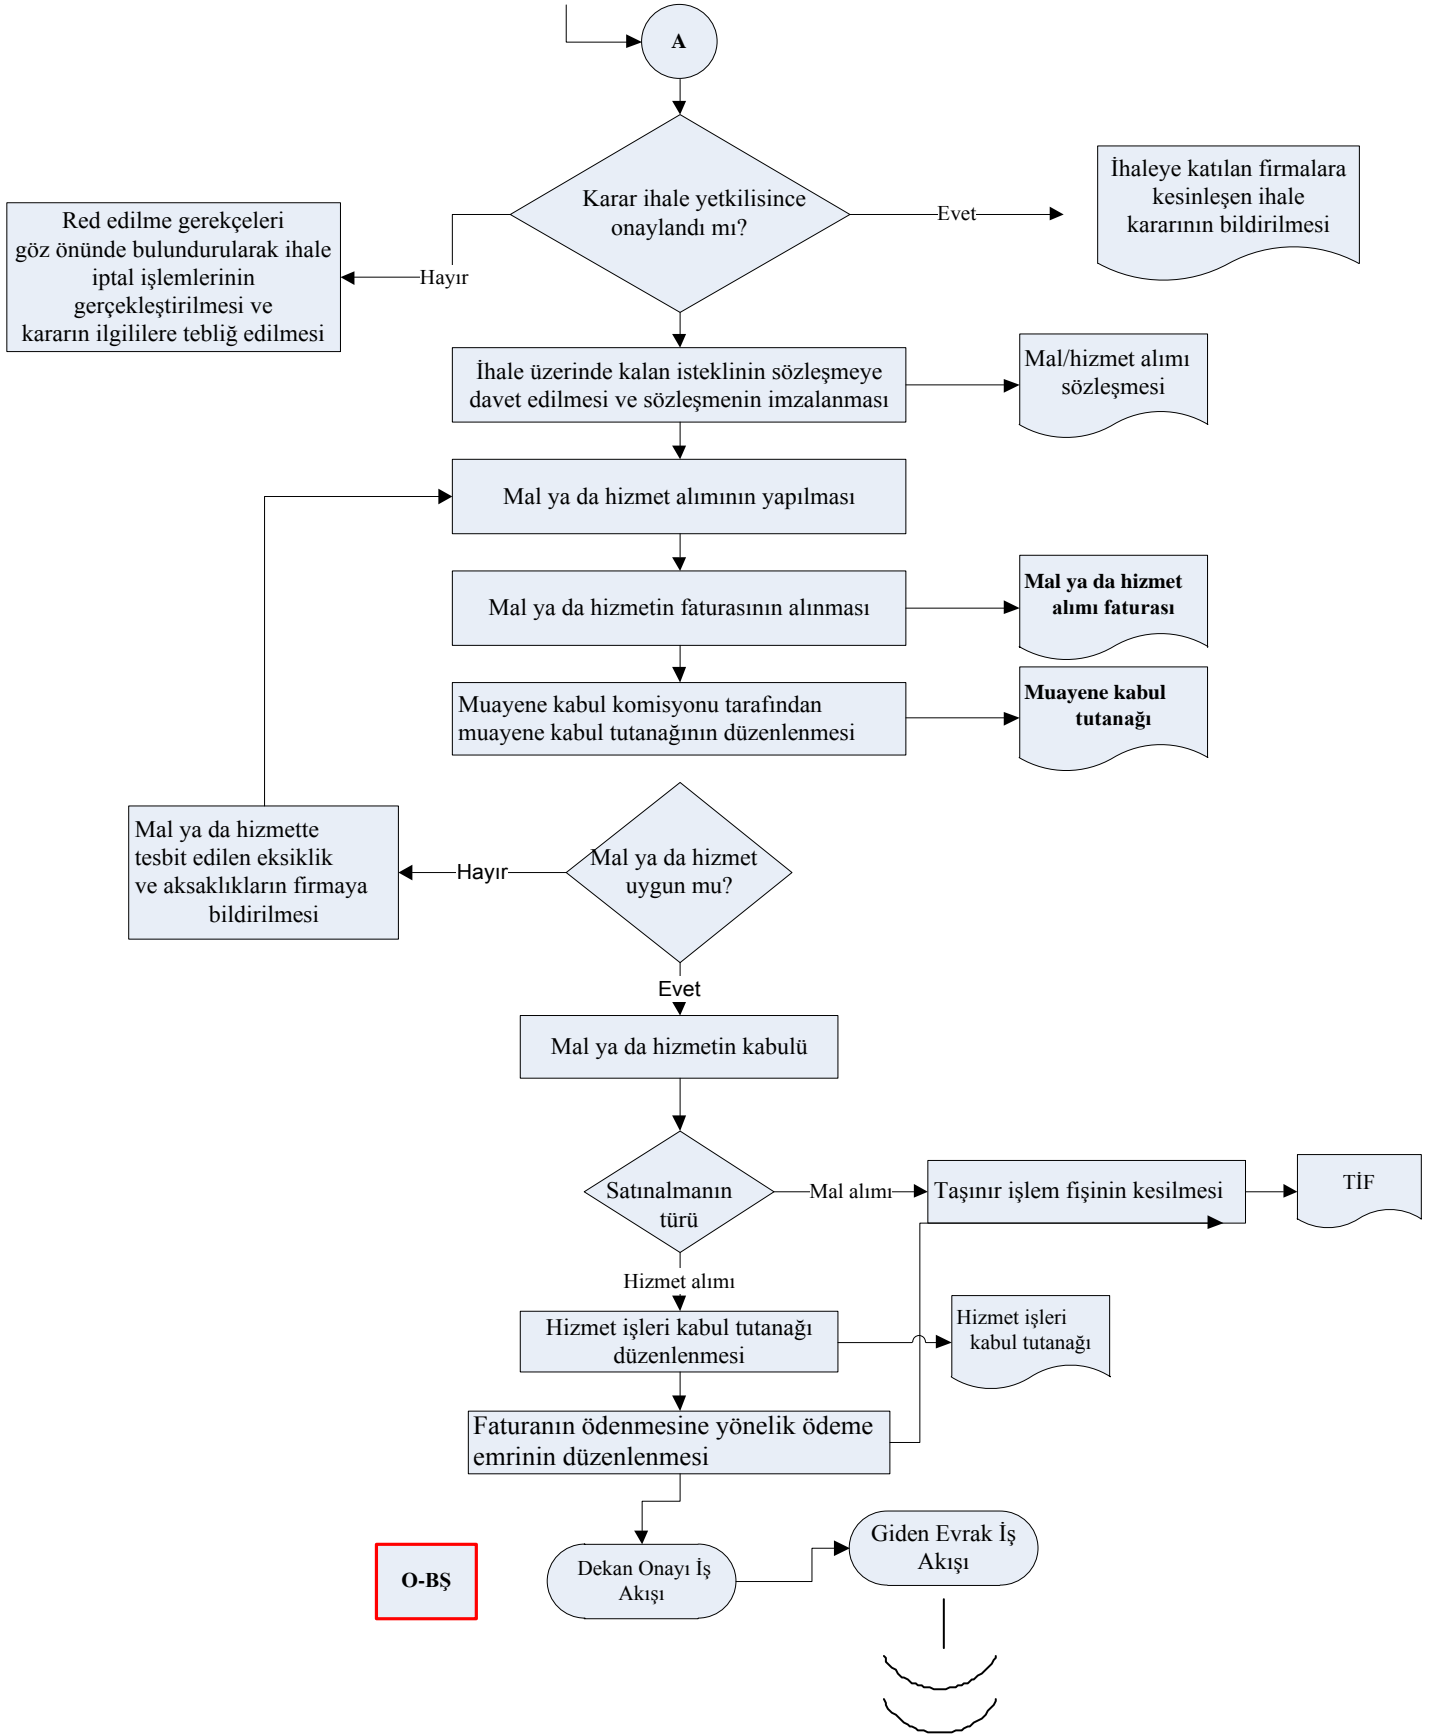 A
Karar ihale yetkilisince
onaylandı mı?
Evet
İhaleye katılan firmalara
kesinleşen ihale
kararının bildirilmesi
Hayır
Red edilme gerekçeleri
göz önünde bulundurularak ihale
iptal işlemlerinin
gerçekleştirilmesi ve
kararın ilgililere tebliğ edilmesi
İhale üzerinde kalan isteklinin sözleşmeye
davet edilmesi ve sözleşmenin imzalanması
Mal/hizmet alımı
sözleşmesi
Mal ya da hizmet alımının yapılması
Mal ya da hizmetin faturasının alınması
Mal ya da hizmet
alımı faturası
Muayene kabul komisyonu tarafından
muayene kabul tutanağının düzenlenmesi
Muayene kabul
tutanağı
Mal ya da hizmet
uygun mu?
Hayır
Mal ya da hizmette
tesbit edilen eksiklik
ve aksaklıkların firmaya
bildirilmesi
Evet
Mal ya da hizmetin kabulü
Satınalmanın
türü
Mal alımı
Taşınır işlem fişinin kesilmesi
TİF
Hizmet alımı
Hizmet işleri kabul tutanağı
düzenlenmesi
Hizmet işleri
kabul tutanağı
Faturanın ödenmesine yönelik ödeme
emrinin düzenlenmesi
O-BŞ
Dekan Onayı İş
Akışı
Giden Evrak İş
Akışı